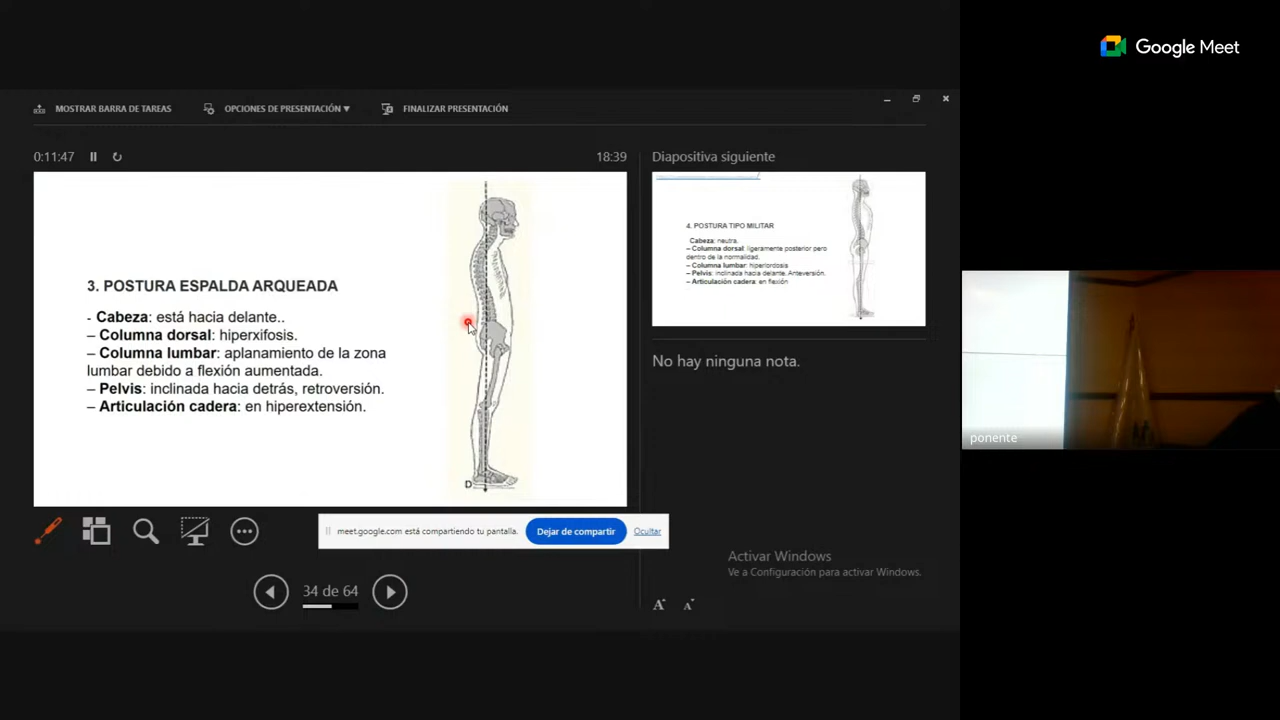 Google Meet
MOSTRAR BARRA DE TAREAS
OPCIONES DE PRESENTACIÓN ▼
FINALIZAR PRESENTACIÓN
0:11:47
18:39
Diapositiva siguiente
3. POSTURA ESPALDA ARQUEADA
- Cabeza: está hacia delante..
– Columna dorsal: hiperxifosis.
– Columna lumbar: aplanamiento de la zona
lumbar debido a flexión aumentada.
– Pelvis: inclinada hacia detrás, retroversión.
– Articulación cadera: en hiperextensión.
D
4. POSTURA TIPO MILITAR
Cabeza: neutra.
– Columna dorsal: ligeramente posterior pero
dentro de la normalidad.
– Columna lumbar: hiperlordosis
– Pelvis: inclinada hacia delante, Anteversión.
– Articulación cadera: en flexión
No hay ninguna nota.
ponente
meet.google.com está compartiendo tu pantalla.
Dejar de compartir
Ocultar
Activar Windows
Ve a Configuración para activar Windows.
34 de 64
A A